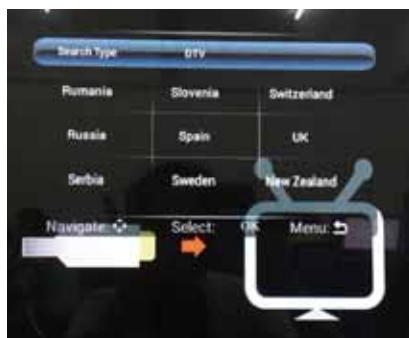 Search Type DTV
Rumania Slovenia Switzerland
Russia Spain UK
Serbia Sweden New Zealand
Navigate: Select: OK Menu: